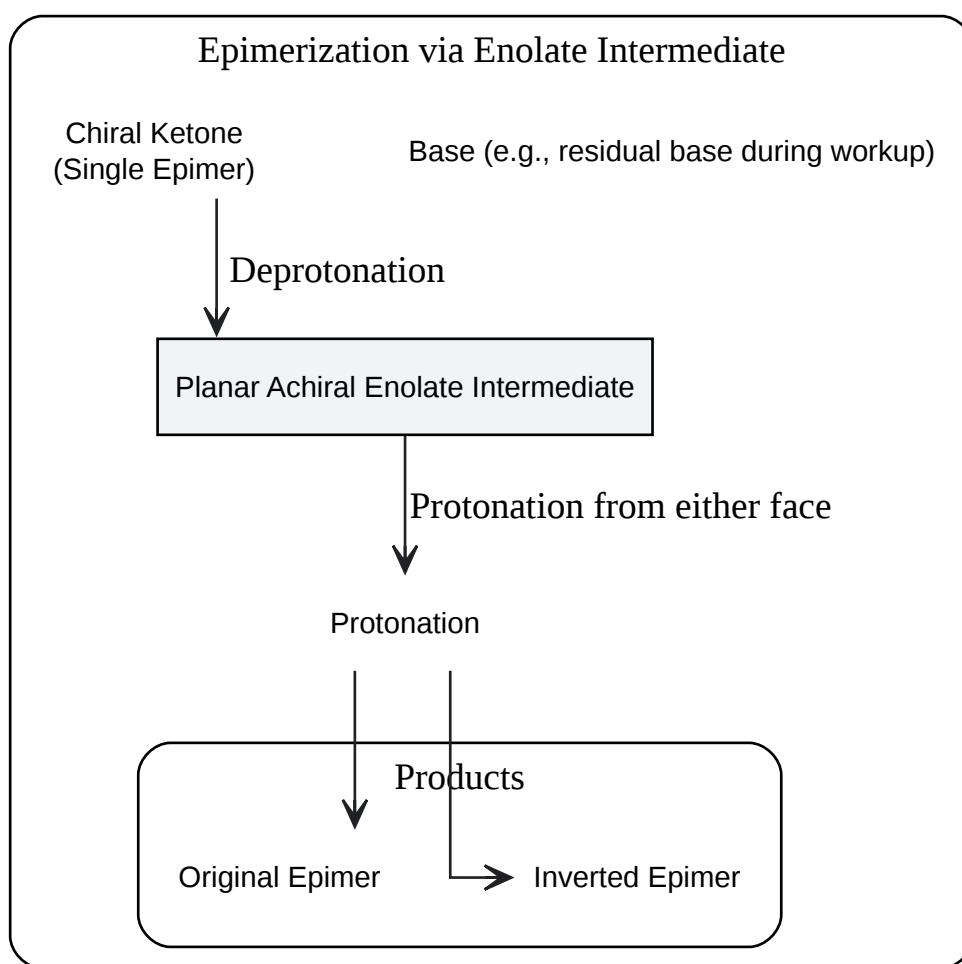 Epimerization via Enolate Intermediate
Chiral Ketone
(Single Epimer)
Base (e.g., residual base during workup)
Deprotonation
Planar Achiral Enolate Intermediate
Protonation from either face
Protonation
Products
Original Epimer
Inverted Epimer